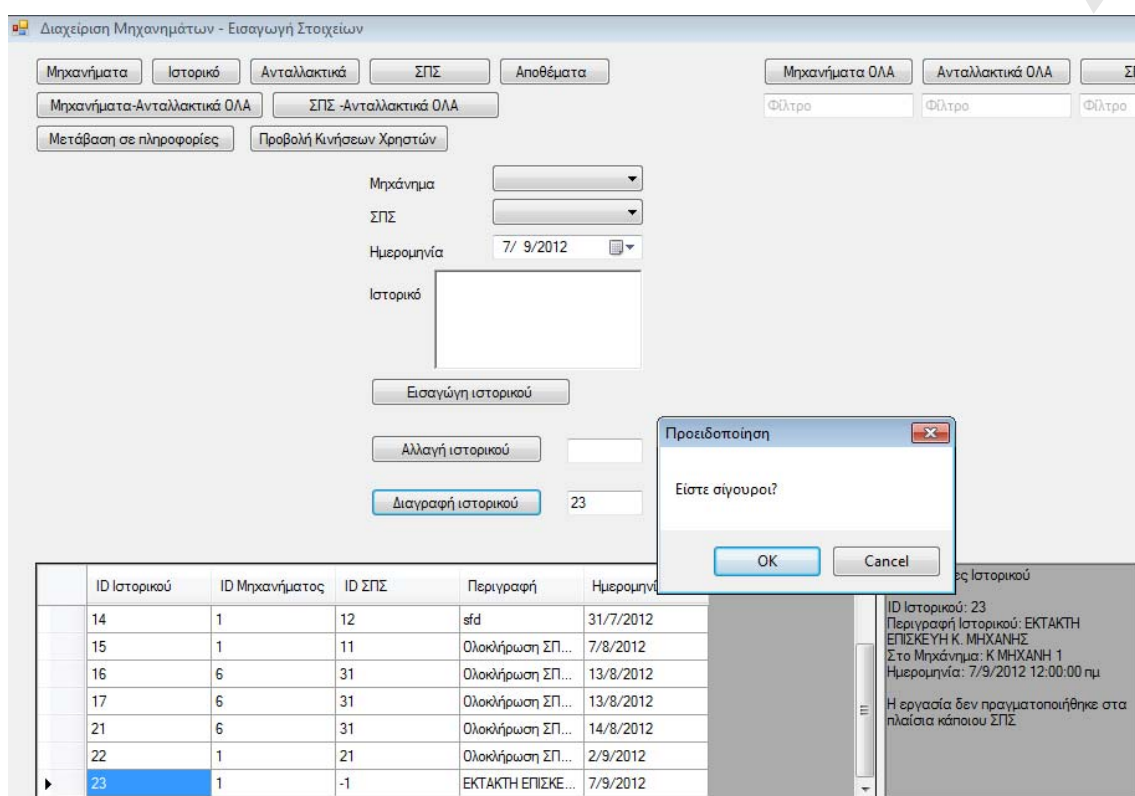 Διαχείριση Μηχανημάτων - Εισαγωγή Στοιχείων
Μηχανήματα Ιστορικό Ανταλλακτικά ΣΠΣ Αποθέματα Μηχανήματα ΟΛΑ Ανταλλακτικά ΟΛΑ
Μηχανήματα-Ανταλλακτικά ΟΛΑ ΣΠΣ -Ανταλλακτικά ΟΛΑ Φίλτρο Φίλτρο Φίλτρο
Μετάβαση σε πληροφορίες Προβολή Κινήσεων Χρηστών
Μηχάνημα
ΣΠΣ
Ημερομηνία 7/ 9/2012
Ιστορικό
Εισαγώγη ιστορικού
Αλλαγή ιστορικού
Διαγραφή ιστορικού 23
Προειδοποίηση
Είστε σίγουροι?
OK Cancel
ID Ιστορικού ID Μηχανήματος ID ΣΠΣ Περιγραφή Ημερομηνί
14 1 12 sfd 31/7/2012
15 1 11 Ολοκλήρωση ΣΠ... 7/8/2012
16 6 31 Ολοκλήρωση ΣΠ... 13/8/2012
17 6 31 Ολοκλήρωση ΣΠ... 13/8/2012
21 6 31 Ολοκλήρωση ΣΠ... 14/8/2012
22 1 21 Ολοκλήρωση ΣΠ... 2/9/2012
23 1 -1 ΕΚΤΑΚΤΗ ΕΠΙΣΚΕ... 7/9/2012
ες Ιστορικού
ID Ιστορικού: 23
Περιγραφή Ιστορικού: ΕΚΤΑΚΤΗ
ΕΠΙΣΚΕΥΗ Κ. ΜΗΧΑΝΗΣ
Στο Μηχάνημα: Κ ΜΗΧΑΝΗ 1
Ημερομηνία: 7/9/2012 12:00:00 πμ
Η εργασία δεν πραγματοποιήθηκε στα
πλαίσια κάποιου ΣΠΣ